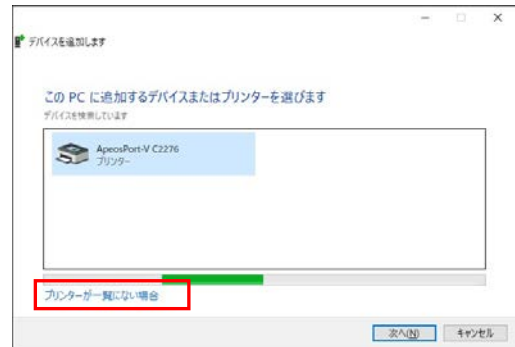 デバイスを追加します
この PC に追加するデバイスまたはプリンターを選びます
デバイスを検索しています
ApeosPort-V C2276
プリンター
プリンターが一覧にない場合
次へ(N)
キャンセル